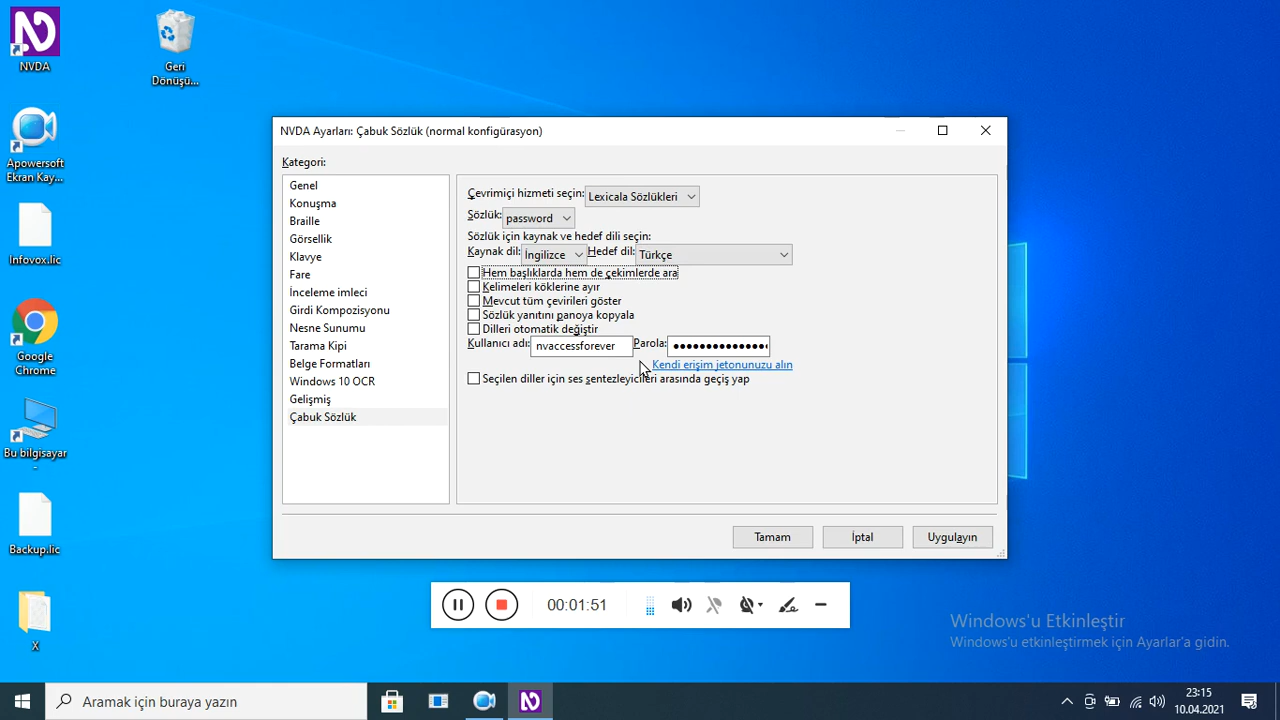 NVDA
Geri
Dönüşü...
Apowersoft
Ekran Kay...
Infovox.lic
Google
Chrome
Bu bilgisayar
-
Backup.lic
X
NVDA Ayarları: Çabuk Sözlük (normal konfigürasyon)
Kategori:
Genel
Konuşma
Braille
Görsellik
Klavye
Fare
İnceleme imleci
Girdi Kompozisyonu
Nesne Sunumu
Tarama Kipi
Belge Formatları
Windows 10 OCR
Gelişmiş
Çabuk Sözlük
Çevrimiçi hizmeti seçin: Lexicala Sözlükleri
Sözlük: password
Sözlük için kaynak ve hedef dili seçin:
Kaynak dil: İngilizce Hedef dil: Türkçe
Hem başlıklarda hem de çekimlerde ara
Kelimeleri köklerine ayır
Mevcut tüm çevirileri göster
Sözlük yanıtını panoya kopyala
Dilleri otomatik değiştir
Kullanıcı adı: nvaccessforever Parola: ●●●●●●●●●●●●●●●
Kendi erişim jetonunuzu alın
Seçilen diller için ses sentezleyicileri arasında geçiş yap
Tamam İptal Uygulayın
00:01:51
Windows'u Etkinleştir
Windows'u etkinleştirmek için Ayarlar'a gidin.
Aramak için buraya yazın
23:15
10.04.2021